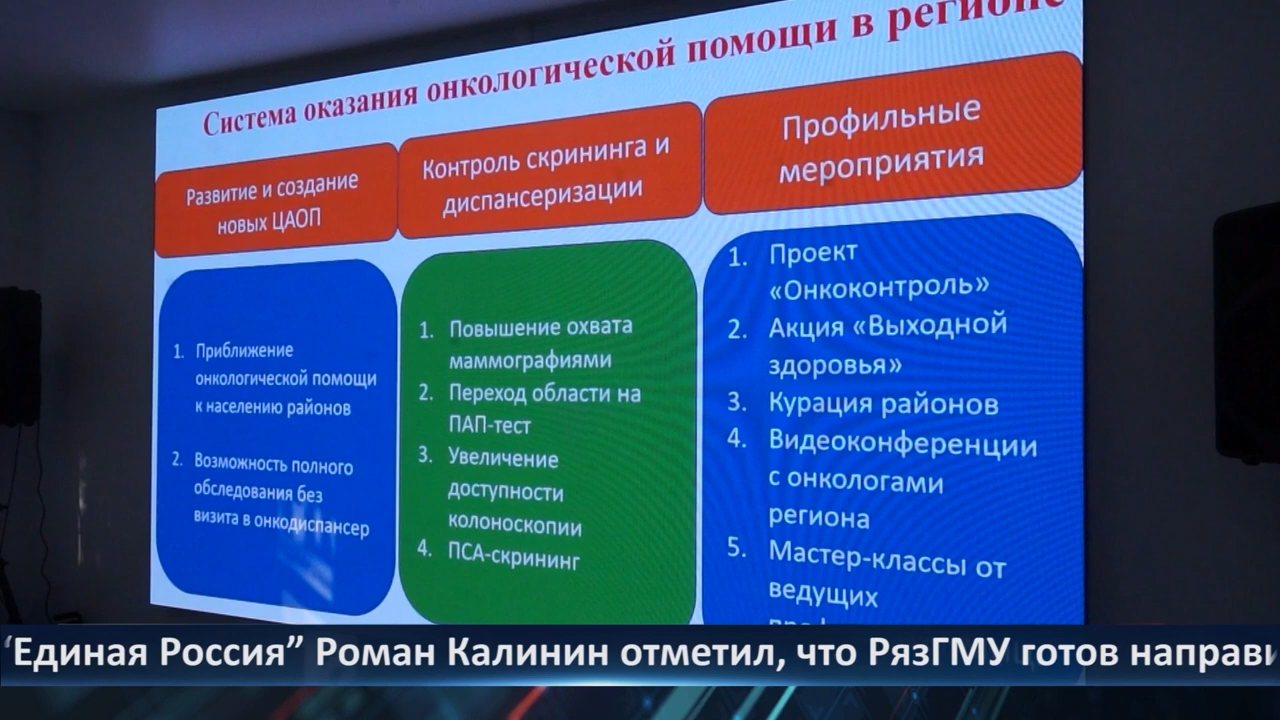 Система оказания онкологической помощи в регионе
Развитие и создание
новых ЦАОП
Контроль скрининга и
диспансеризации
Профильные
мероприятия
1. Приближение
онкологической помощи
к населению районов
2. Возможность полного
обследования без
визита в онкодиспансер
1. Повышение охвата
маммографиями
2. Переход области на
ПАП-тест
3. Увеличение
доступности
колоноскопии
4. ПСА-скрининг
1. Проект
«Онкоконтроль»
2. Акция «Выходной
здоровья»
3. Курация районов
4. Видеоконференции
с онкологами
региона
5. Мастер-классы от
ведущих
“Единая Россия” Роман Калинин отметил, что РязГМУ готов направи